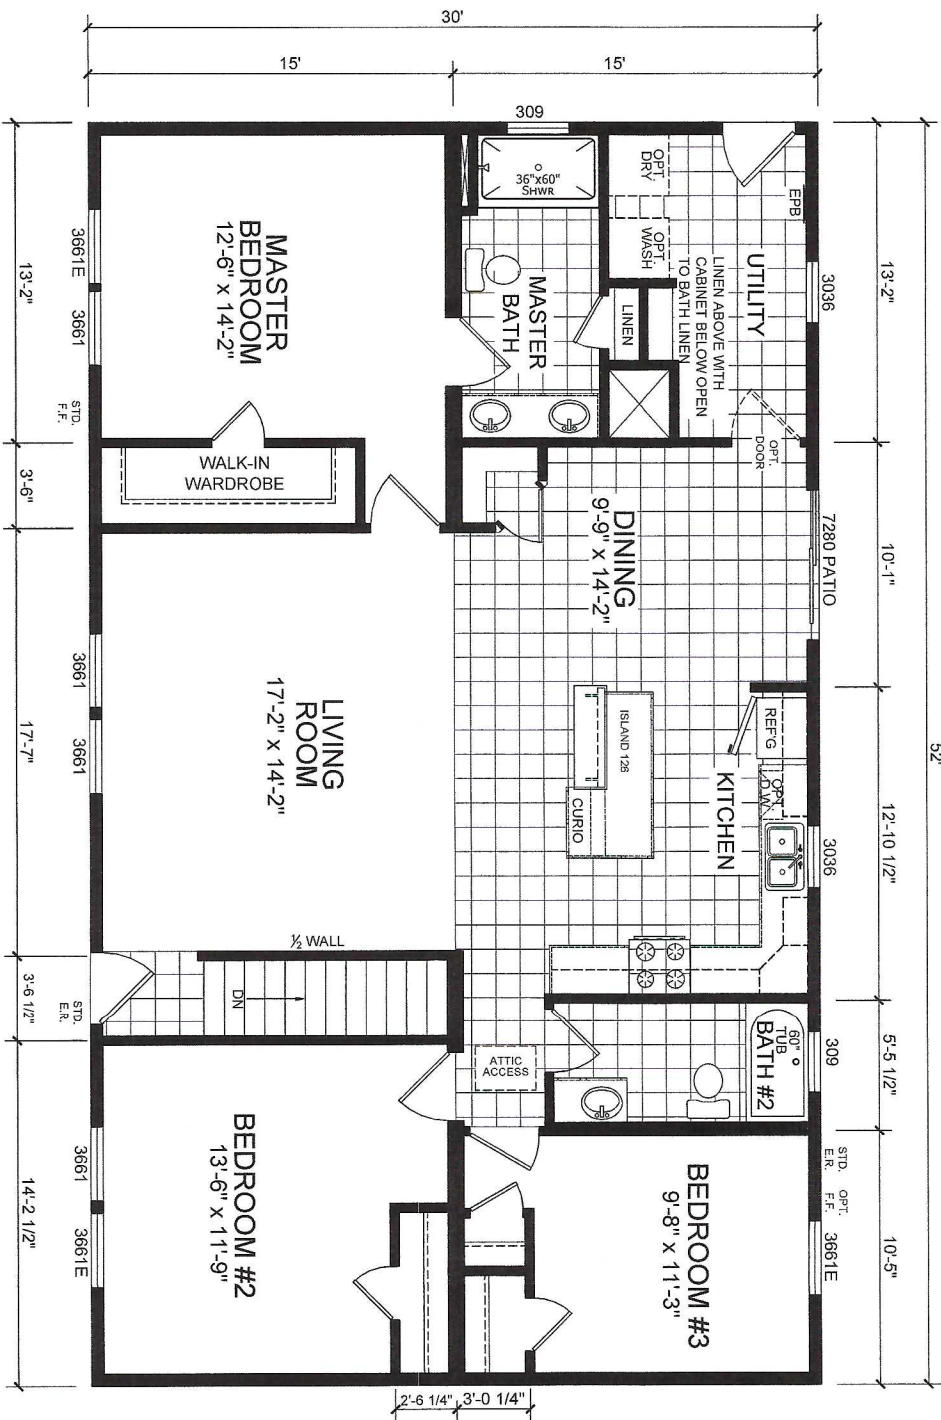 30'
15'
15'
309
36"x60"
SHWR
OPT.
DRY
OPT.
WASH
EPB
UTILITY
LINEN ABOVE WITH
CABINET BELOW OPEN
TO BATH LINEN
LINEN
3036
MASTER
BATH
MASTER
BEDROOM
12'-6" x 14'-2"
3661E
3661
STD.
F.F.
13'-2"
13'-2"
WALK-IN
WARDROBE
3'-6"
OPT.
DOOR
7280 PATIO
10'-1"
DINING
9'-9" x 14'-2"
52'
LIVING
ROOM
17'-2" x 14'-2"
3661
3661
17'-7"
ISLAND 126
CURIO
KITCHEN
REF'G
OPT.
D.W.
3036
12'-10 1/2"
½ WALL
DN
STD.
E.R.
3'-6 1/2"
ATTIC
ACCESS
60"
TUB
BATH #2
309
5'-5 1/2"
BEDROOM #2
13'-6" x 11'-9"
3661
3661E
14'-2 1/2"
BEDROOM #3
9'-8" x 11'-3"
STD.
E.R.
OPT.
F.F.
3661E
10'-5"
2'-6 1/4"
3'-0 1/4"